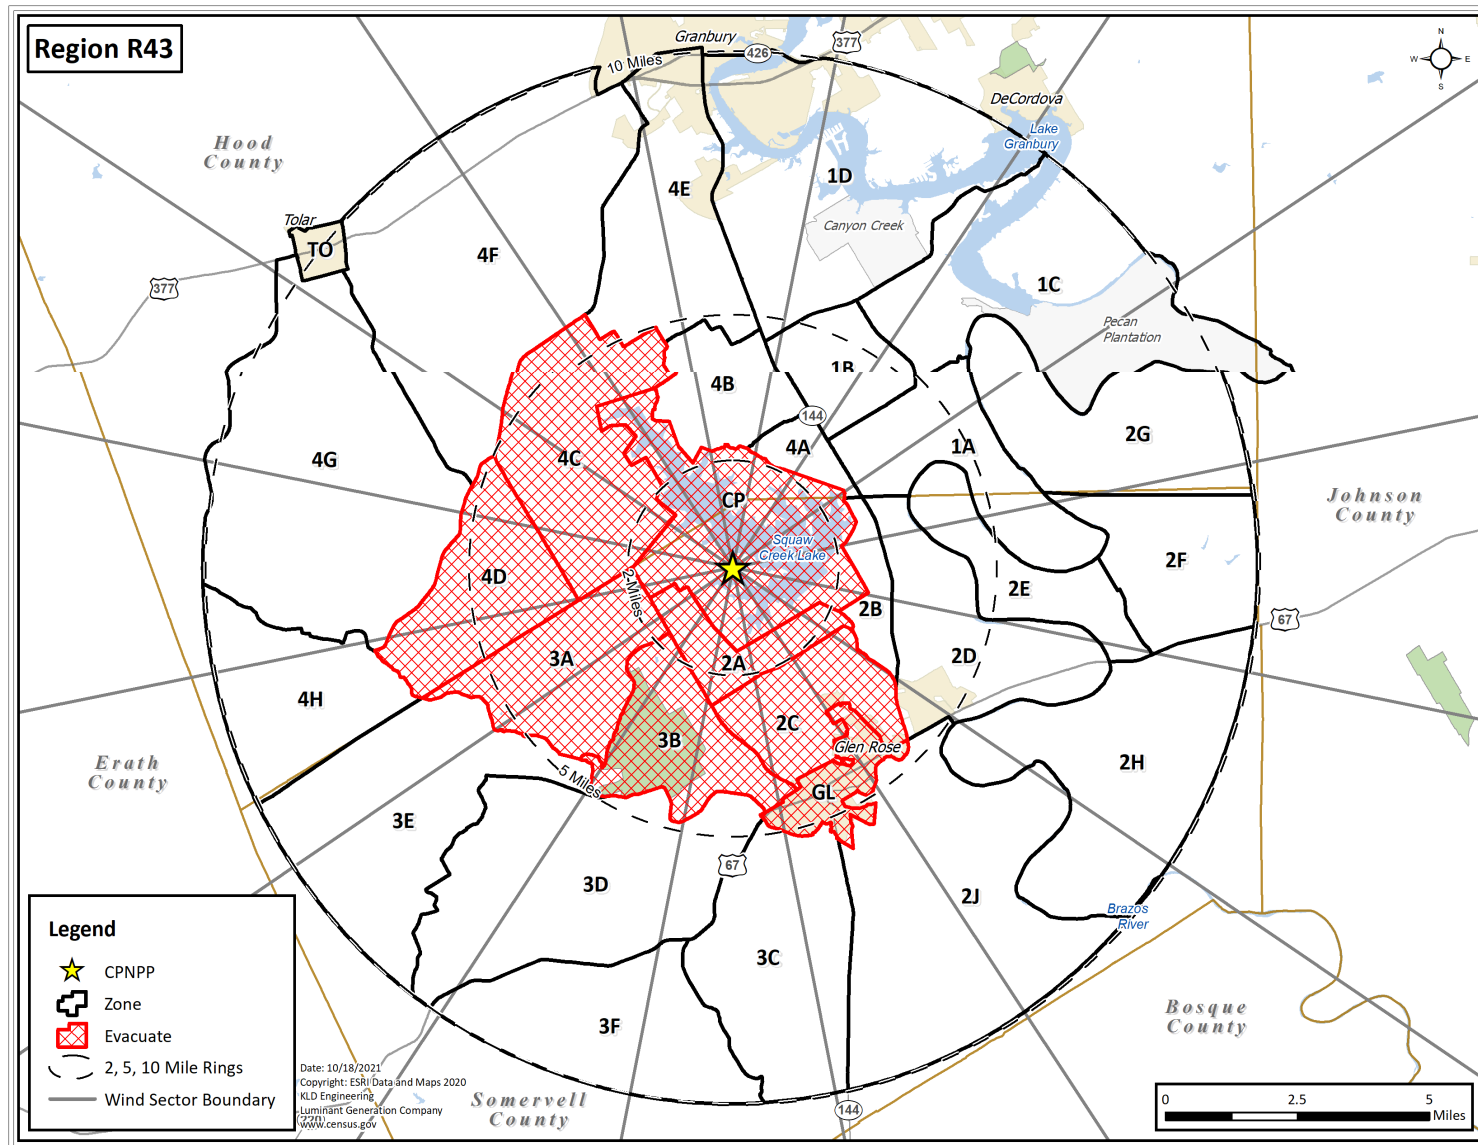 Region R43
N
W E
S
Granbury
10 Miles
426
377
DeCordova
Lake
Granbury
Hood
County
4E
1D
Tolar
TO
Canyon Creek
4F
377
1C
Pecan
Plantation
1B
4B
144
4A
1A
2G
4G
4C
CP
Johnson
County
Squaw
Creek Lake
4D
2-Miles
2E
2F
2B
67
3A
2A
2D
4H
2C
3B
Glen Rose
Erath
County
5 Miles
GL
2H
3E
67
3D
2J
Brazos
River
3C
3F
Bosque
County
Legend
CPNPP
Zone
Evacuate
2, 5, 10 Mile Rings
Wind Sector Boundary
Date: 10/18/2021
Copyright: ESRI Data and Maps 2020
KLD Engineering
Luminant Generation Company
www.census.gov
Somervell
County
144
0 2.5 5
Miles